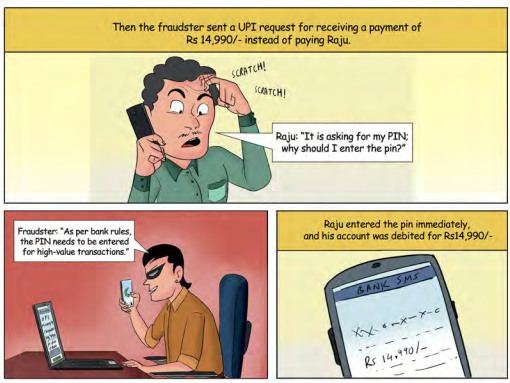 Then the fraudster sent a UPI request for receiving a payment of
Rs 14,990/- instead of paying Raju.
SCRATCH!
SCRATCH!
Raju: “It is asking for my PIN;
why should I enter the pin?”
Fraudster: “As per bank rules,
the PIN needs to be entered
for high-value transactions.”
Raju entered the pin immediately,
and his account was debited for Rs14,990/-
BANK SMS
Rs 14,990/-